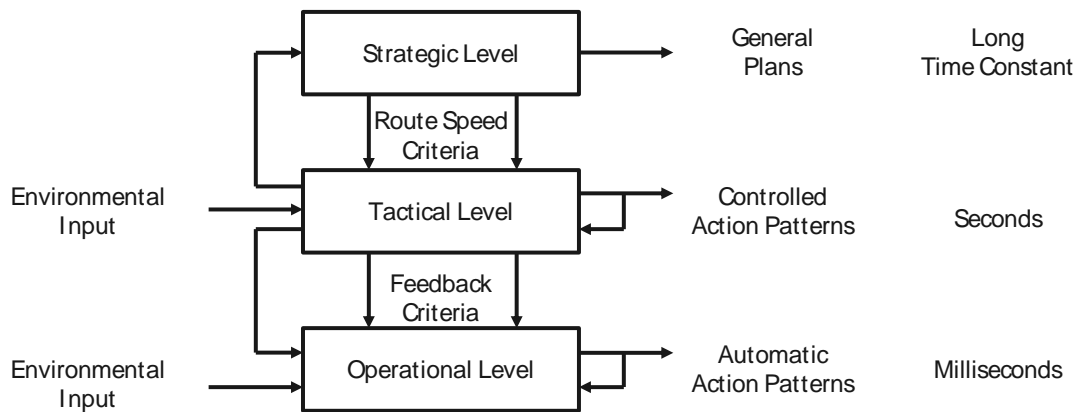 Strategic Level
General
Plans
Long
Time Constant
Route Speed
Criteria
Environmental
Input
Tactical Level
Controlled
Action Patterns
Seconds
Feedback
Criteria
Environmental
Input
Operational Level
Automatic
Action Patterns
Milliseconds